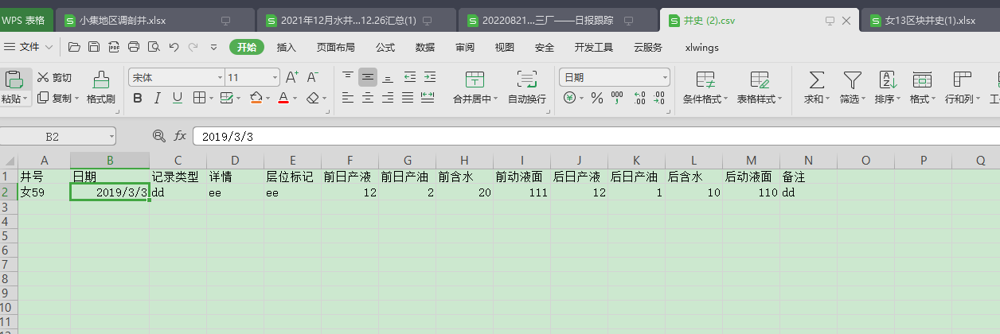 WPS 表格 小集地区调剖井.xlsx 2021年12月水井...12.26汇总(1) 20220821...三厂——日报跟踪 井史 (2).csv 女13区块井史(1).xlsx
文件 开始 插入 页面布局 公式 数据 审阅 视图 安全 开发工具 云服务 xlwings
粘贴 剪切 复制 格式刷 宋体 11 合并居中 自动换行 日期 条件格式 表格样式 求和 筛选 排序 格式 行和列
B2 fx 2019/3/3
A B C D E F G H I J K L M N O P Q
1 井号 日期 记录类型 详情 层位标记 前日产液 前日产油 前含水 前动液面 后日产液 后日产油 后含水 后动液面 备注
2 女59 2019/3/3 dd ee ee 12 2 20 111 12 1 10 110 dd
3
4
5
6
7
8
9
10
11